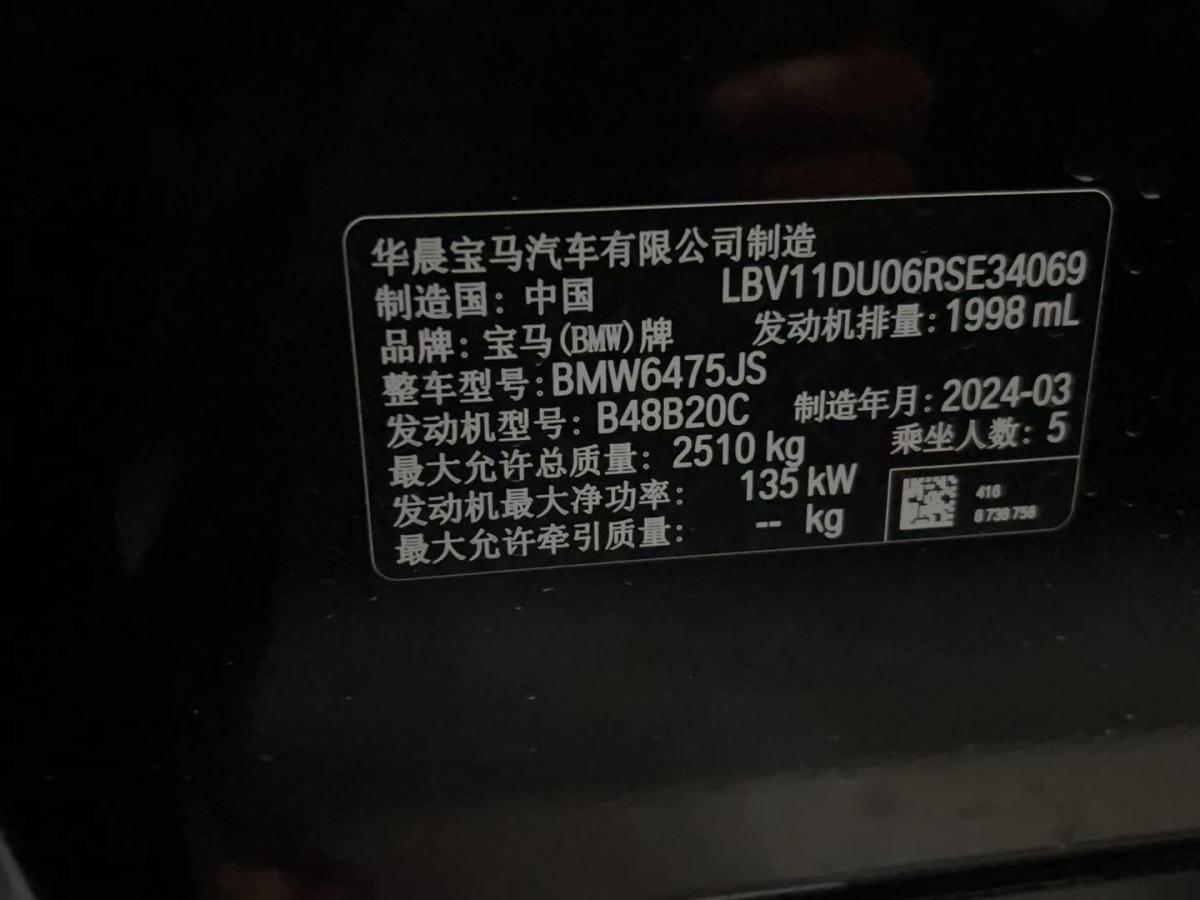 华晨宝马汽车有限公司制造
制造国：中国 LBV11DU06RSE34069
品牌：宝马(BMW)牌 发动机排量：1998 mL
整车型号：BMW6475JS
发动机型号：B48B20C 制造年月：2024-03
最大允许总质量：2510 kg 乘坐人数：5
发动机最大净功率：135 kW
最大允许牵引质量：-- kg
416
8 738 756